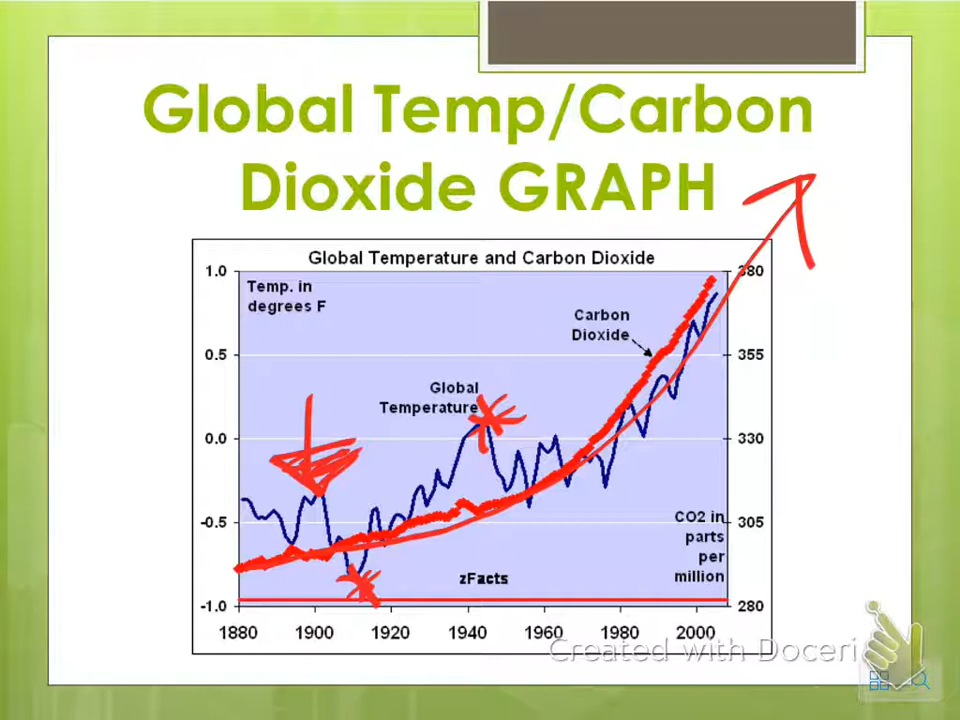 Global Temp/Carbon
Dioxide GRAPH
Global Temperature and Carbon Dioxide
1.0
Temp. in
degrees F
380
Carbon
Dioxide
0.5
355
Global
Temperature
0.0
330
-0.5
CO2 in
305
parts
per
million
zFacts
-1.0
280
1880 1900 1920 1940 1960 1980 2000
Created with Doceri